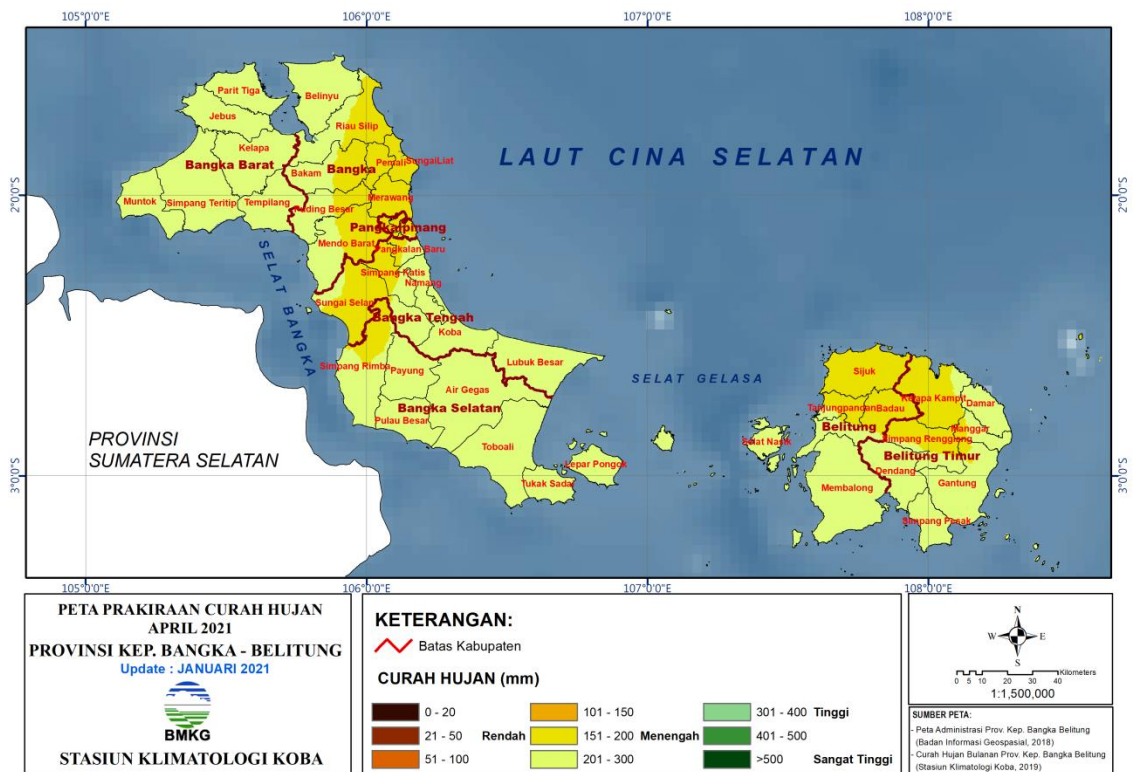 105°0'0"E
106°0'0"E
107°0'0"E
108°0'0"E
2°0'0"S
3°0'0"S
2°0'0"S
3°0'0"S
Parit Tiga
Belinyu
Jebus
Riau Silip
Kelapa
Bangka Barat
Bakam
Bangka
Pemali
SungaiLiat
Muntok
Simpang Teritip
Tempilang
Puding Besar
Merawang
Pangkalpinang
Mendo Barat
Pangkalan Baru
Simpang Katis
Namang
Sungai Selan
Bangka Tengah
Koba
Lubuk Besar
Simpang Rimba
Payung
Air Gegas
Bangka Selatan
Pulau Besar
Toboali
Lepar Pongok
Tukak Sadai
LAUT CINA SELATAN
SELAT BANGKA
SELAT GELASA
PROVINSI
SUMATERA SELATAN
Sijuk
Tanjungpandan
Badau
Kelapa Kampit
Damar
Belitung
Manggar
Selat Nasik
Simpang Renggiang
Belitung Timur
Dendang
Membalong
Gantung
Simpang Pesak
105°0'0"E
106°0'0"E
107°0'0"E
108°0'0"E
PETA PRAKIRAAN CURAH HUJAN
APRIL 2021
PROVINSI KEP. BANGKA - BELITUNG
Update : JANUARI 2021
BMKG
STASIUN KLIMATOLOGI KOBA
KETERANGAN:
Batas Kabupaten
CURAH HUJAN (mm)
0 - 20
21 - 50 Rendah
51 - 100
101 - 150
151 - 200 Menengah
201 - 300
301 - 400 Tinggi
401 - 500
>500 Sangat Tinggi
N
W E
S
0 5 10 20 30 40 Kilometers
1:1,500,000
SUMBER PETA:
- Peta Administrasi Prov. Kep. Bangka Belitung
(Badan Informasi Geospasial, 2018)
- Curah Hujan Bulanan Prov. Kep. Bangka Belitung
(Stasiun Klimatologi Koba, 2019)